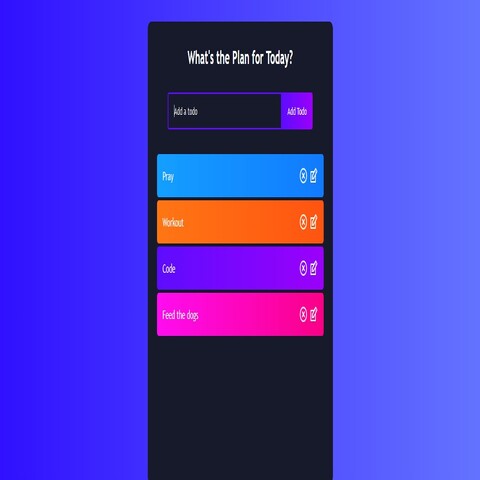 What's the Plan for Today?
Add a todo
Add Todo
Pray
Workout
Code
Feed the dogs